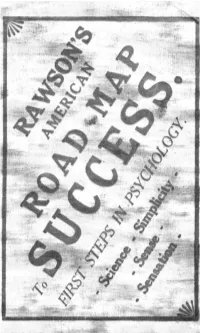 RAWSON'S
AMERICAN
ROAD MAP
To SUCCESS.
FIRST STEPS IN PSYCHOLOGY.
- Science - Simplicity -
- Sense -
- Sensation -